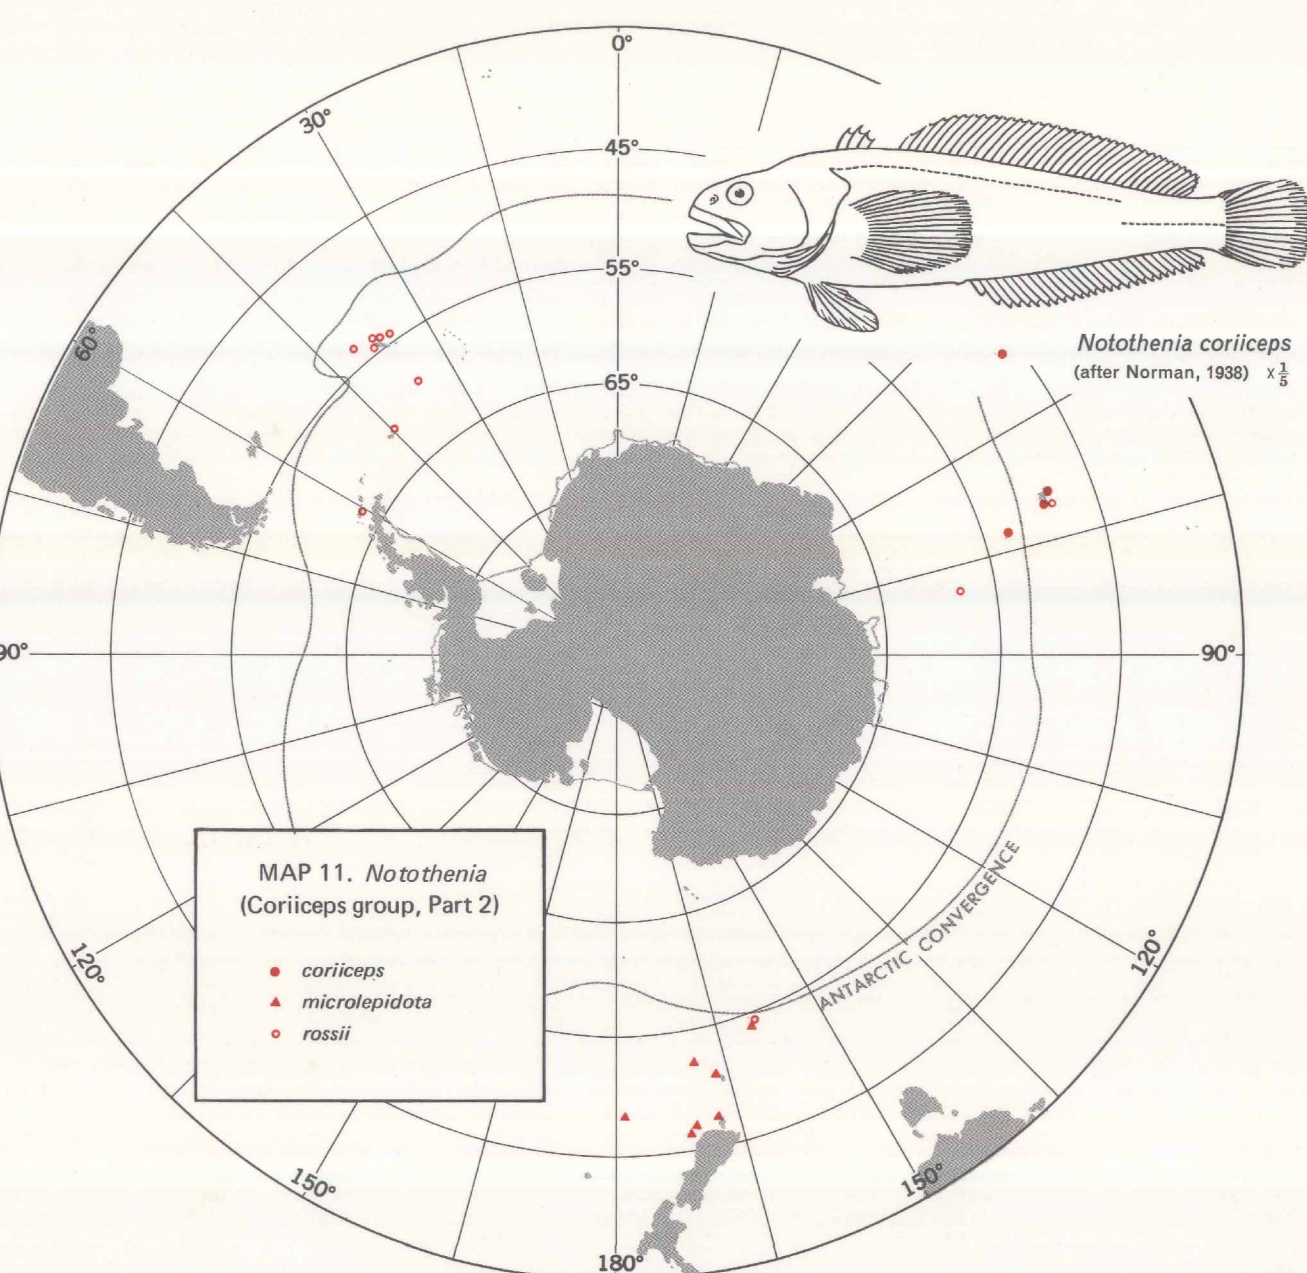 0°
30°
45°
55°
60°
65°
Notothenia coriiceps
(after Norman, 1938) x 1/5
90°
90°
ANTARCTIC CONVERGENCE
MAP 11. Notothenia
(Coriiceps group, Part 2)
coriiceps
microlepidota
rossii
120°
120°
150°
150°
180°